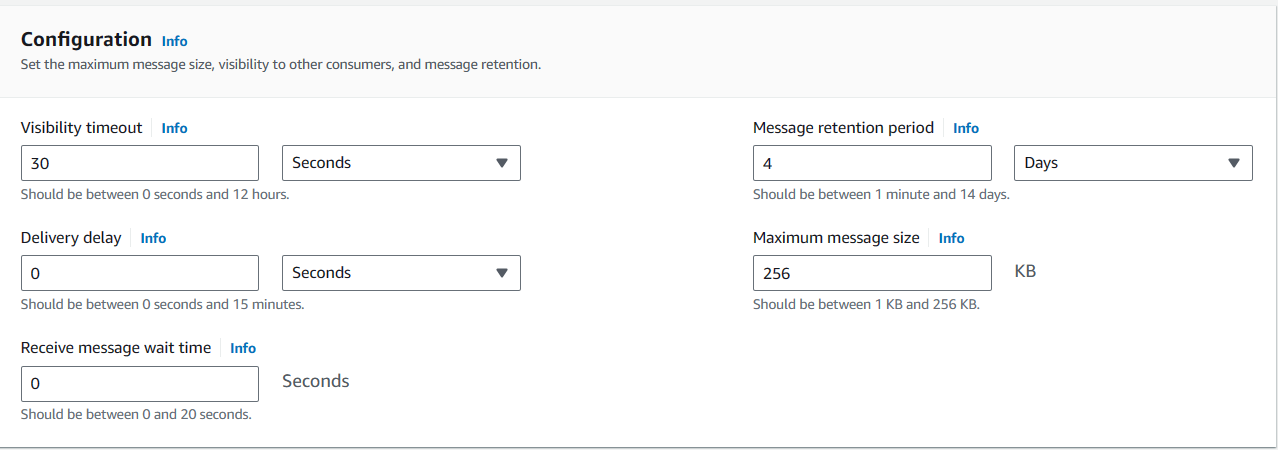 Configuration Info
Set the maximum message size, visibility to other consumers, and message retention.
Visibility timeout Info
30 Seconds
Should be between 0 seconds and 12 hours.
Message retention period Info
4 Days
Should be between 1 minute and 14 days.
Delivery delay Info
0 Seconds
Should be between 0 seconds and 15 minutes.
Maximum message size Info
256 KB
Should be between 1 KB and 256 KB.
Receive message wait time Info
0 Seconds
Should be between 0 and 20 seconds.